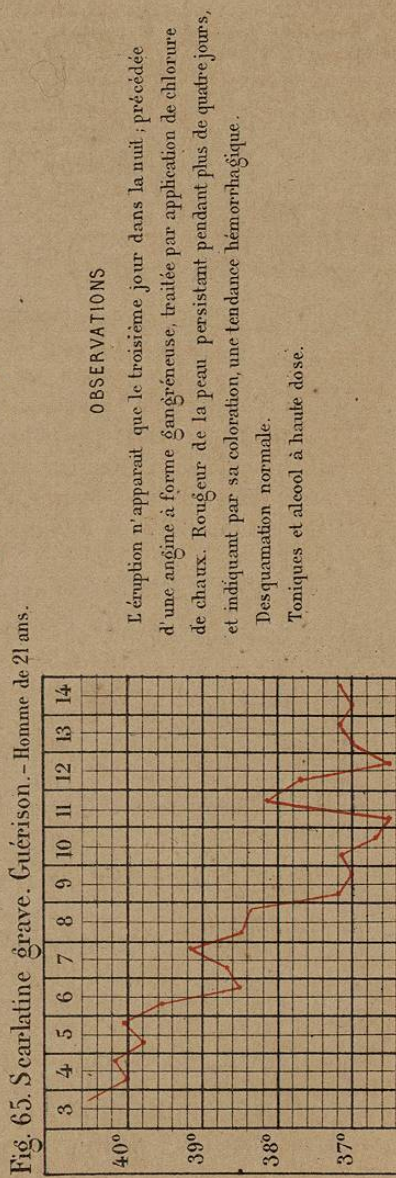 Fig. 65. Scarlatine grave. Guérison. - Homme de 21 ans.
3 4 5 6 7 8 9 10 11 12 13 14
40°
39°
38°
37°
OBSERVATIONS
L'éruption n'apparait que le troisième jour dans la nuit ; précédée
d'une angine à forme gangréneuse, traitée par application de chlorure
de chaux. Rougeur de la peau persistant pendant plus de quatre jours,
et indiquant par sa coloration, une tendance hémorrhagique.
Desquamation normale.
Toniques et alcool à haute dose.